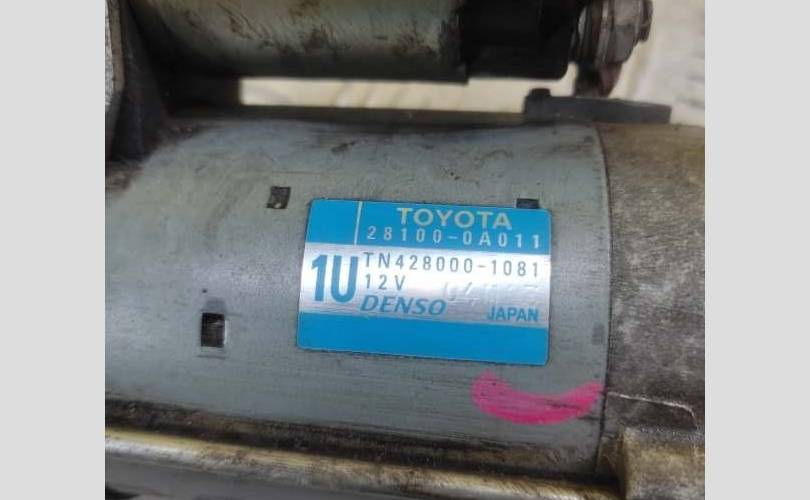 TOYOTA
28100-0A011
1U
TN428000-1081
12V
DENSO
JAPAN